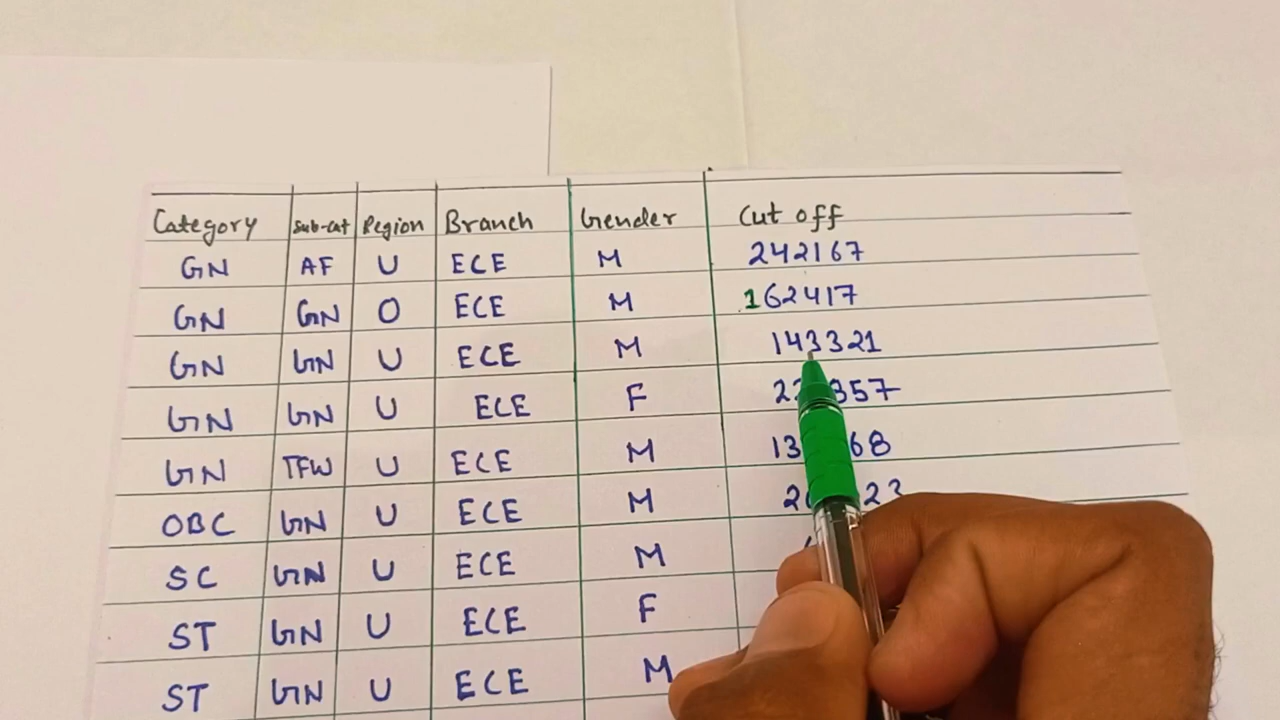 Category Sub-cat Region Branch Gender Cut off
GN AF U ECE M 242167
GN GN O ECE M 162417
GN GN U ECE M 143321
GN GN U ECE F
GN TFW U ECE M
OBC GN U ECE M
SC GN U ECE M
ST GN U ECE F
ST GN U ECE M